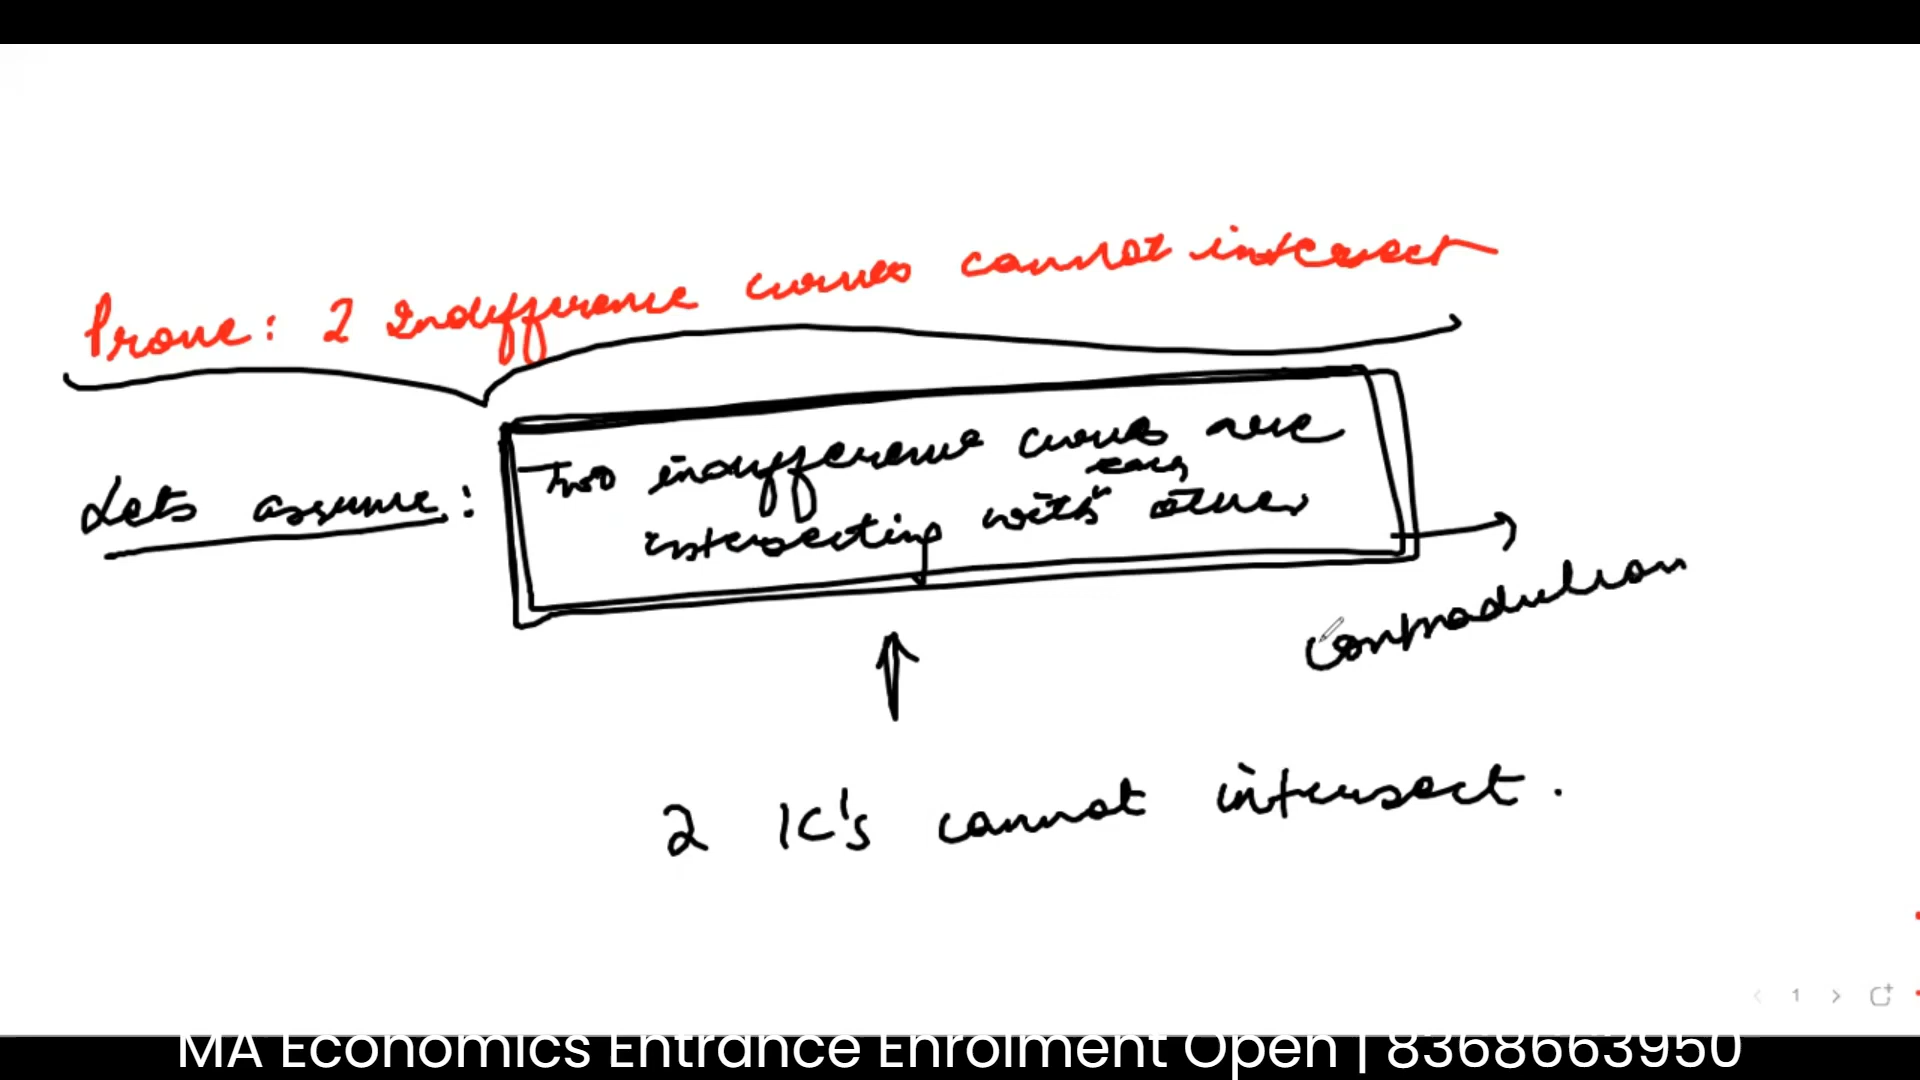 Prove: 2 Indifference curves cannot intersect
Lets assume: Two indifference curves are
each
intersecting with other
Contradiction
2 IC's cannot intersect.
1
MA Economics Entrance Enrolment Open | 8368663950